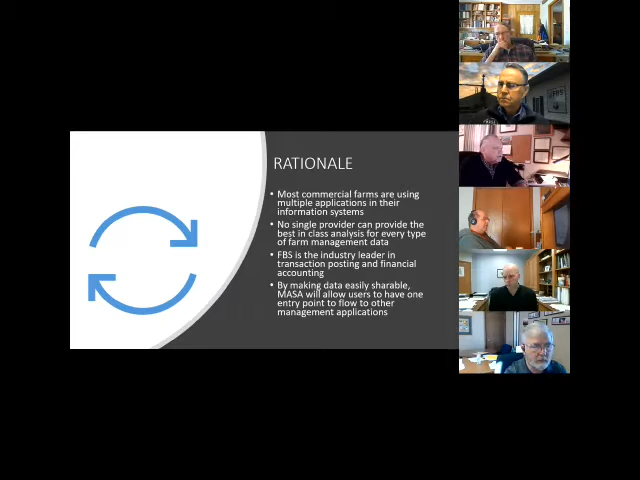 RATIONALE
• Most commercial farms are using
multiple applications in their
information systems
• No single provider can provide the
best in class analysis for every type
of farm management data
• FBS is the industry leader in
transaction posting and financial
accounting
• By making data easily sharable,
MASA will allow users to have one
entry point to flow to other
management applications
FBS